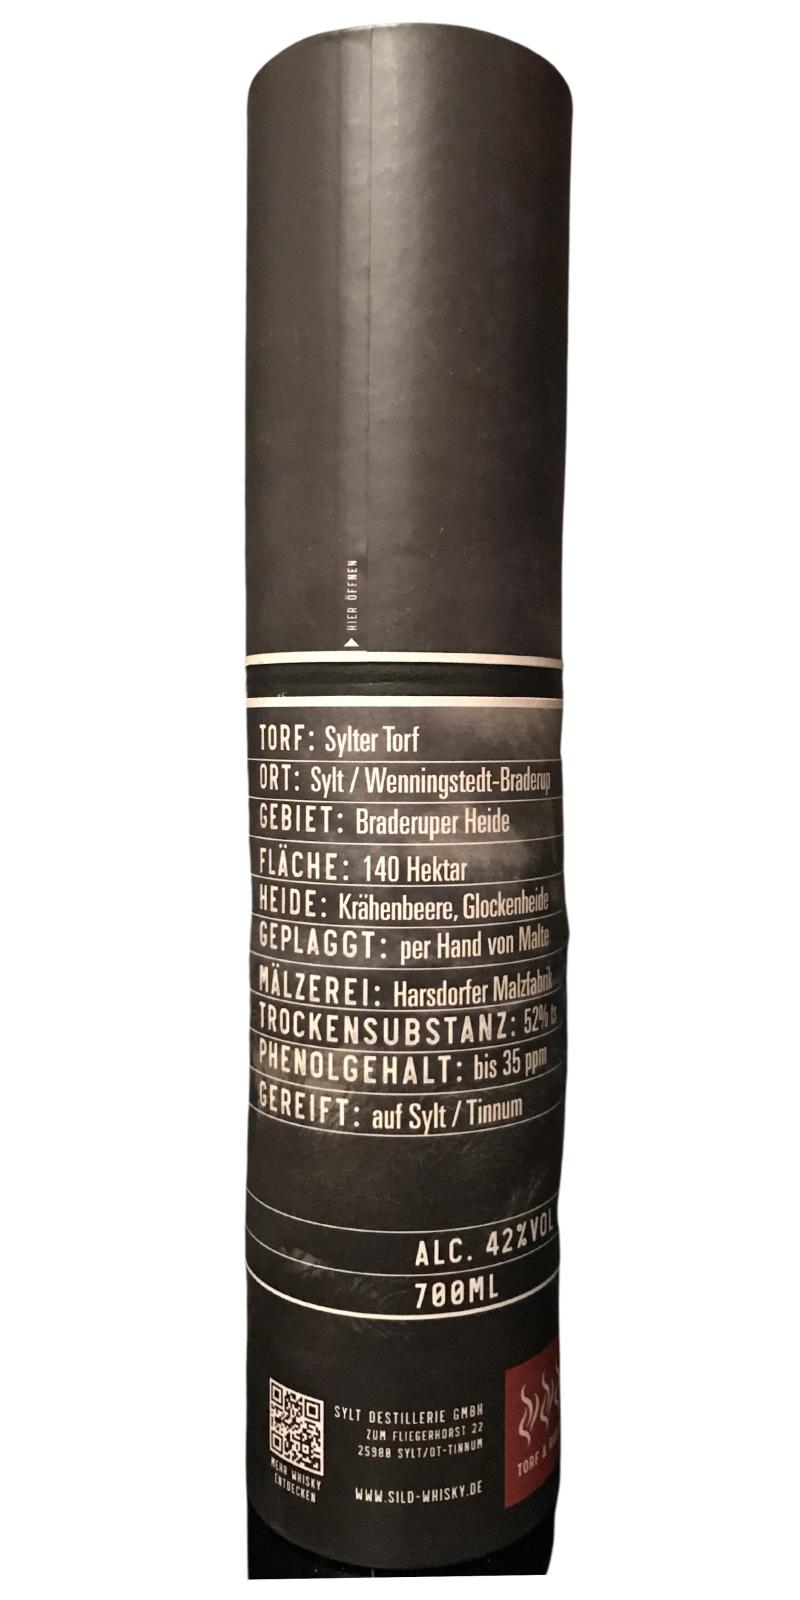 HIER ÖFFNEN
TORF: Sylter Torf
ORT: Sylt / Wenningstedt-Braderup
GEBIET: Braderuper Heide
FLÄCHE: 140 Hektar
HEIDE: Krähenbeere, Glockenheide
GEPLAGGT: per Hand von Malte
MÄLZEREI: Harsdorfer Malzfabrik
TROCKENSUBSTANZ: 52% ts
PHENOLGEHALT: bis 35 ppm
GEREIFT: auf Sylt / Tinnum
ALC. 42%VOL
700ML
SYLT DESTILLERIE GMBH
ZUM FLIEGERHORST 22
25980 SYLT/OT-TINNUM
WWW.SILD-WHISKY.DE
MEHR WHISKY
ENTDECKEN
TORF &